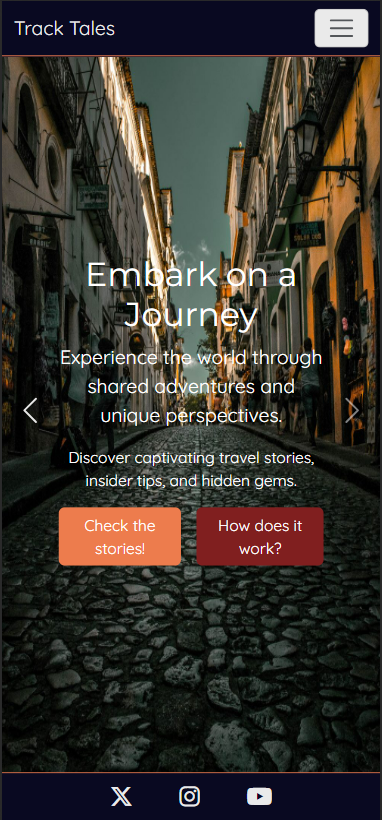 Track Tales
Embark on a
Journey
Experience the world through
shared adventures and
unique perspectives.
Discover captivating travel stories,
insider tips, and hidden gems.
Check the
stories!
How does it
work?